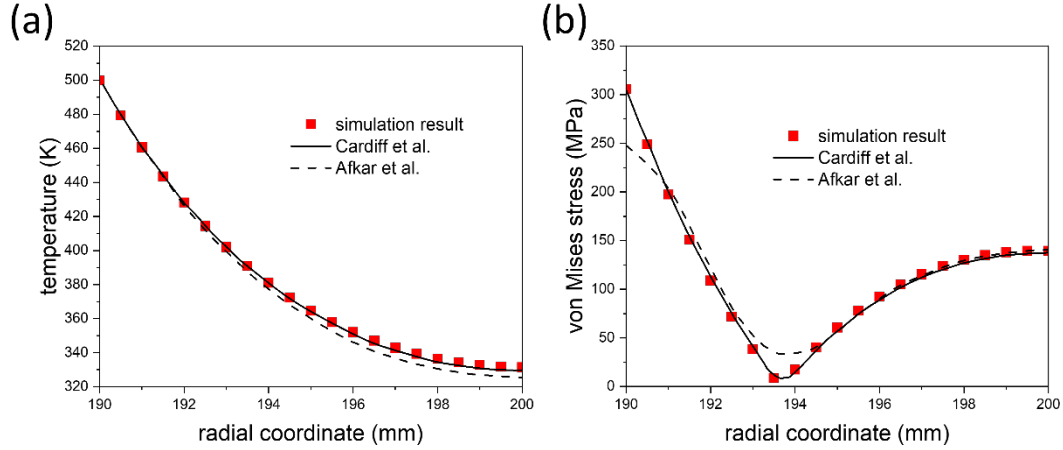 (a)
520
500
480
460
440
420
400
380
360
340
320
temperature (K)
simulation result
Cardiff et al.
Afkar et al.
190
192
194
196
198
200
radial coordinate (mm)
(b)
350
300
250
200
150
100
50
0
von Mises stress (MPa)
simulation result
Cardiff et al.
Afkar et al.
190
192
194
196
198
200
radial coordinate (mm)